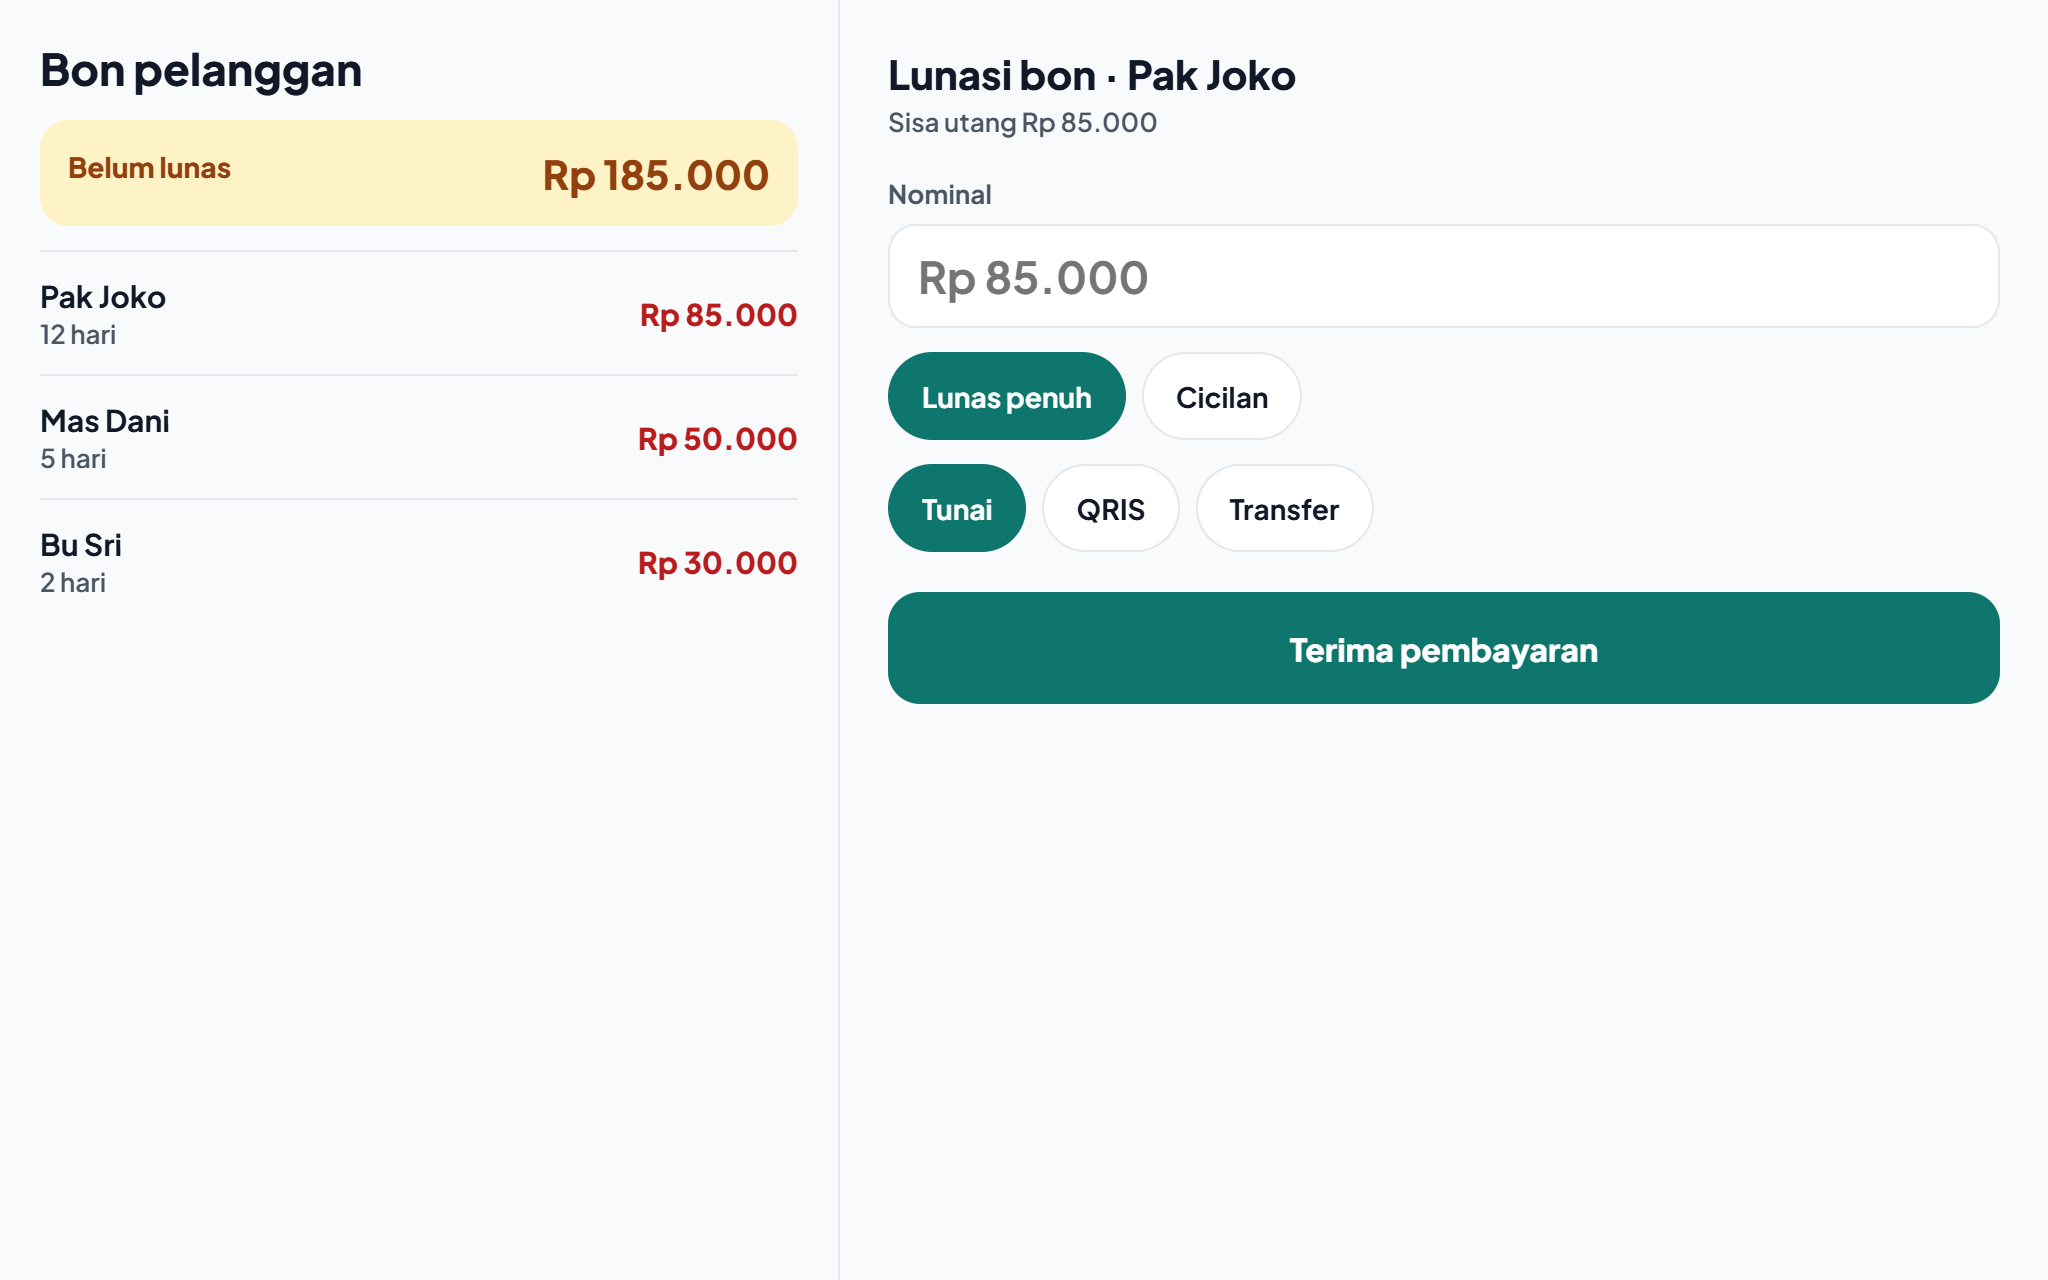 Bon pelanggan
Belum lunas Rp 185.000
Pak Joko
12 hari
Rp 85.000
Mas Dani
5 hari
Rp 50.000
Bu Sri
2 hari
Rp 30.000
Lunasi bon · Pak Joko
Sisa utang Rp 85.000
Nominal
Rp 85.000
Lunas penuh Cicilan
Tunai QRIS Transfer
Terima pembayaran